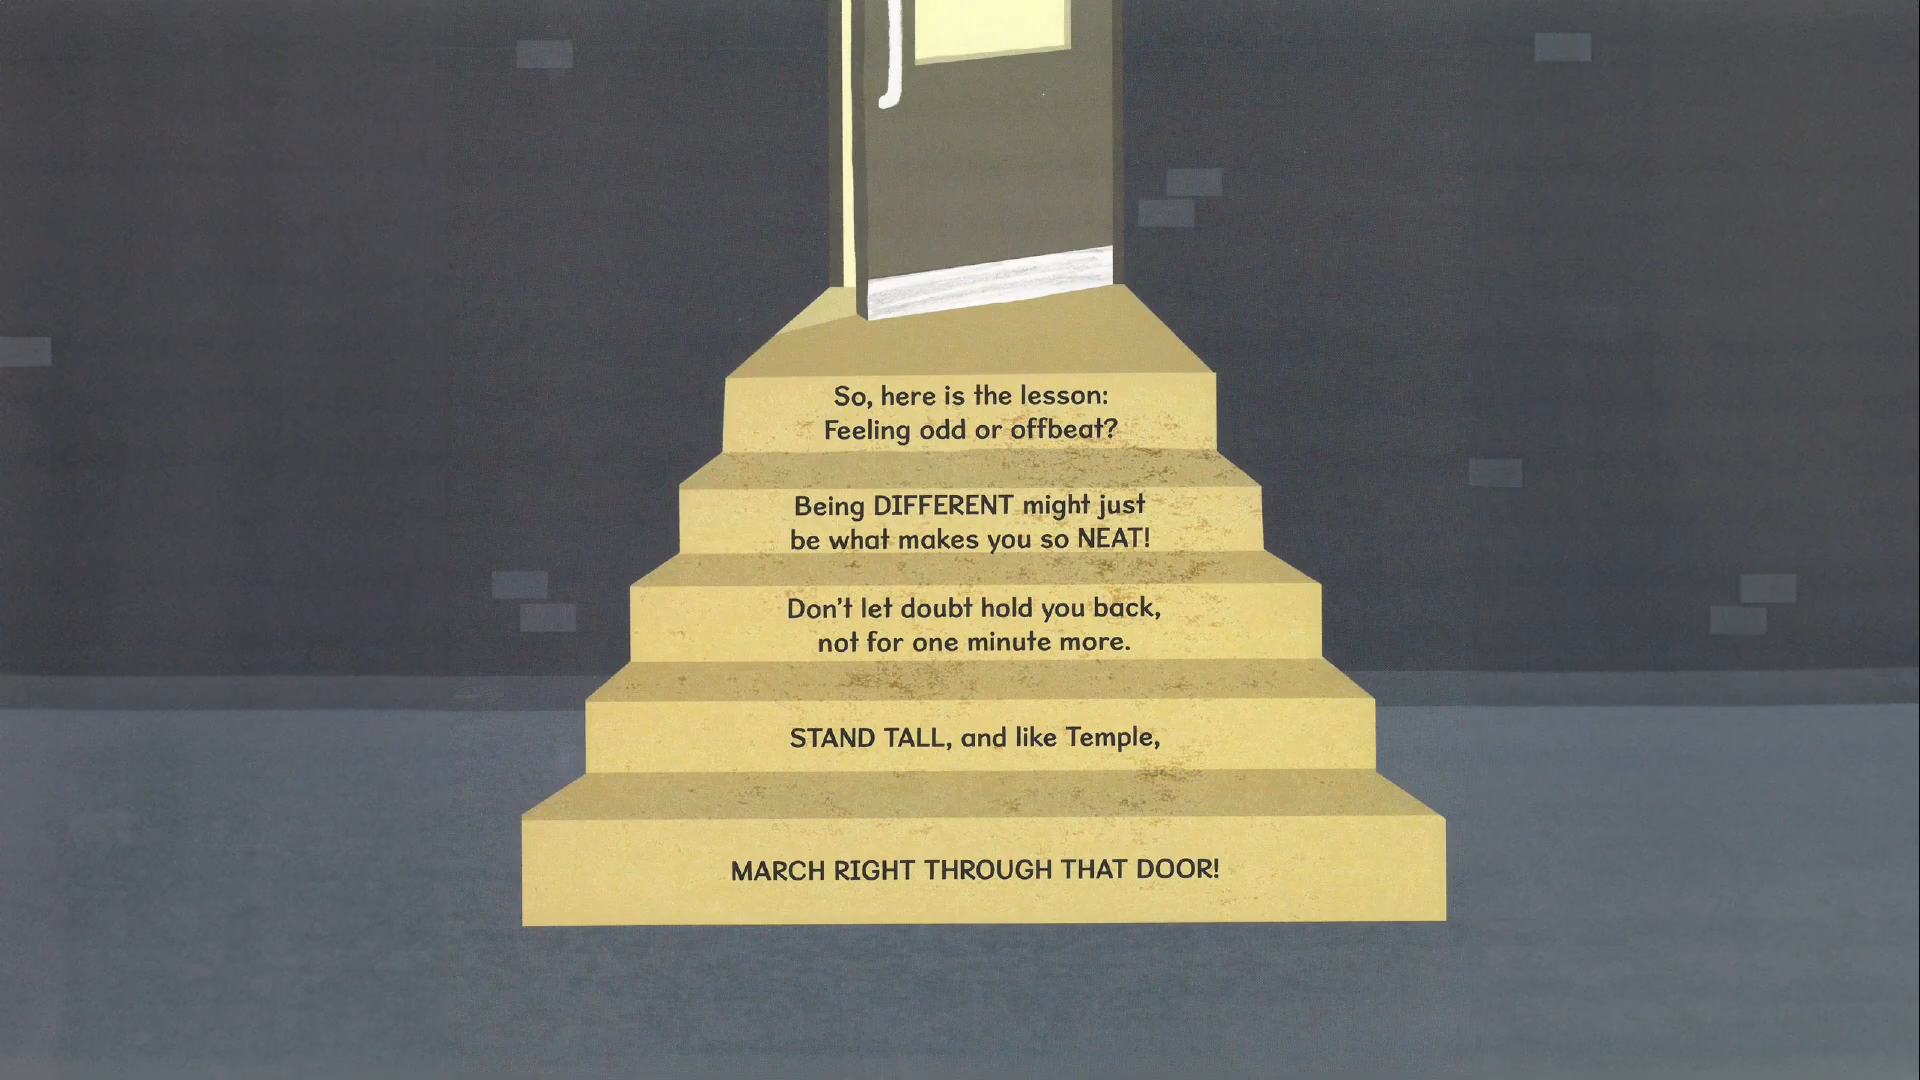 So, here is the lesson:
Feeling odd or offbeat?
Being DIFFERENT might just
be what makes you so NEAT!
Don't let doubt hold you back,
not for one minute more.
STAND TALL, and like Temple,
MARCH RIGHT THROUGH THAT DOOR!